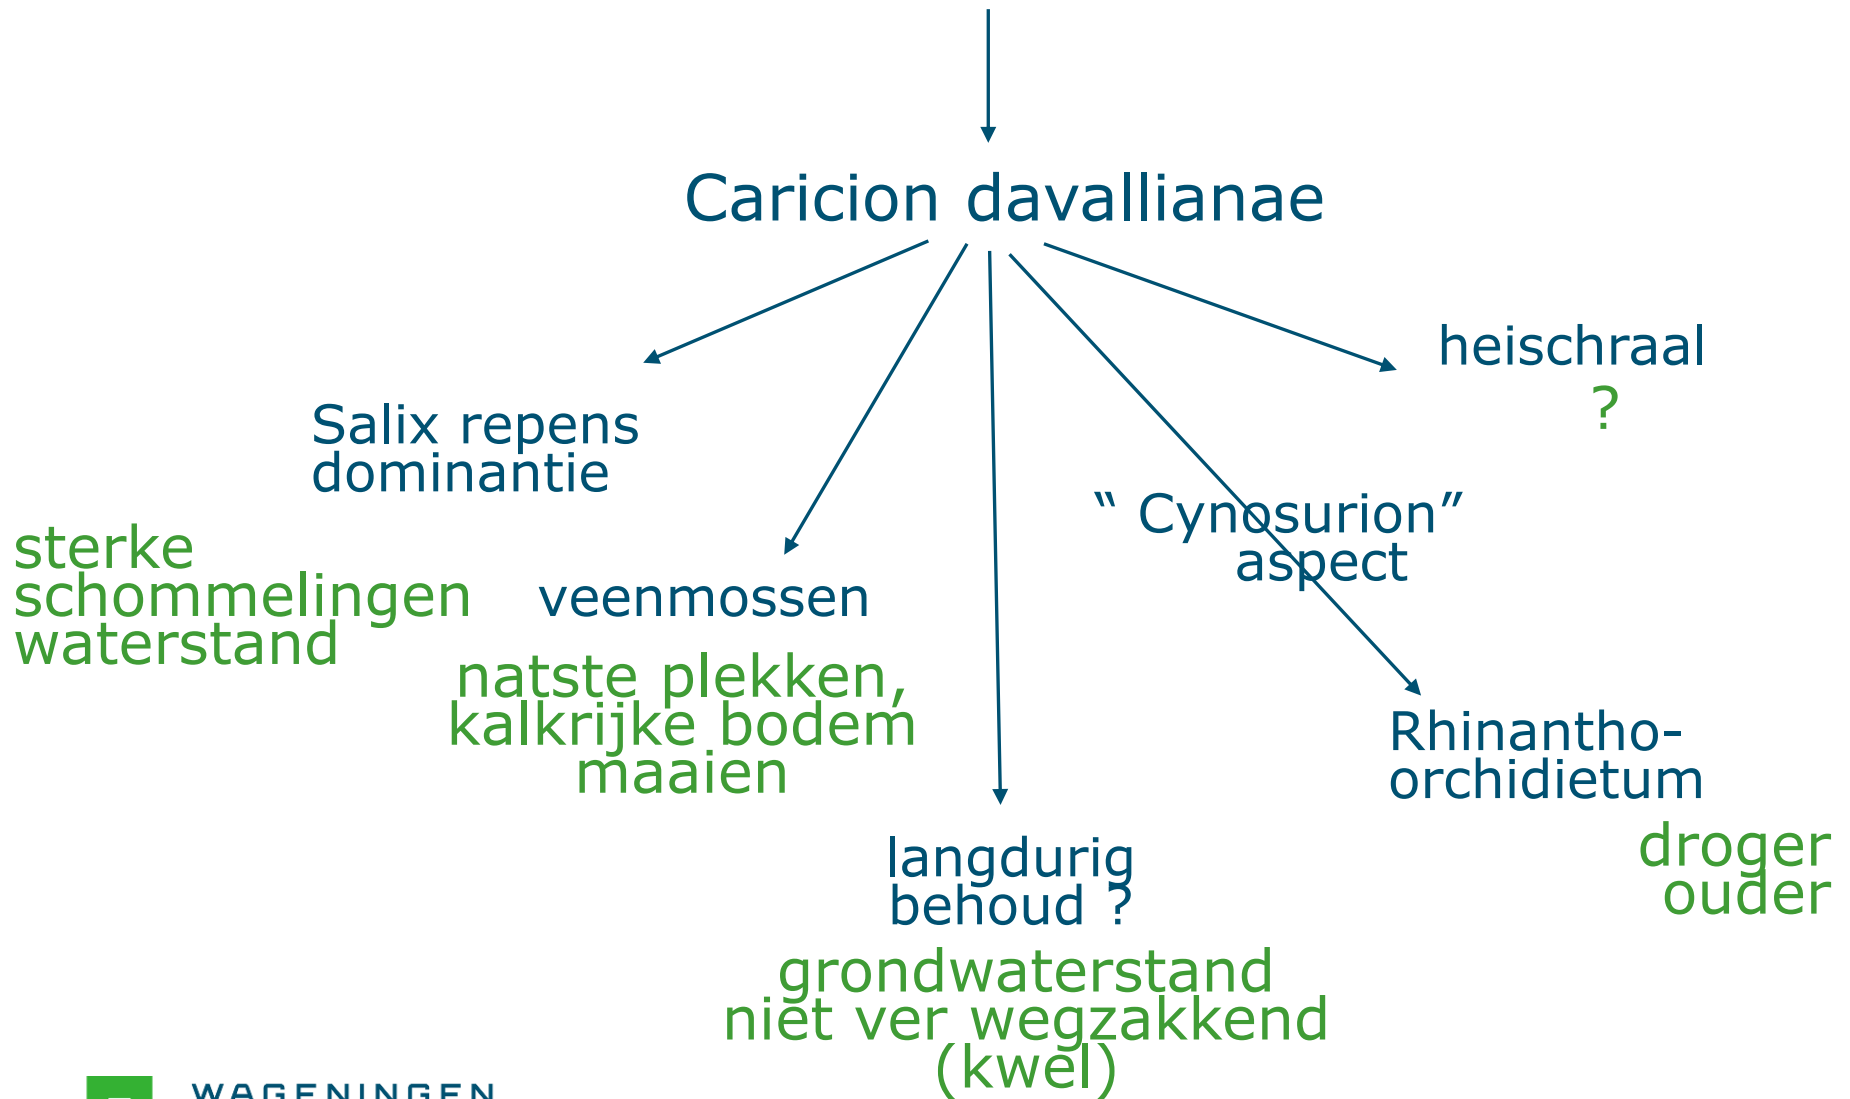 Caricion davallianae
heischraal
?
Salix repens
dominantie
sterke
schommelingen
waterstand
“ Cynosurion”
aspect
veenmossen
natste plekken,
kalkrijke bodem
maaien
Rhinantho-
orchidietum
droger
ouder
langdurig
behoud ?
grondwaterstand
niet ver wegzakkend
(kwel)
WAGENINGEN